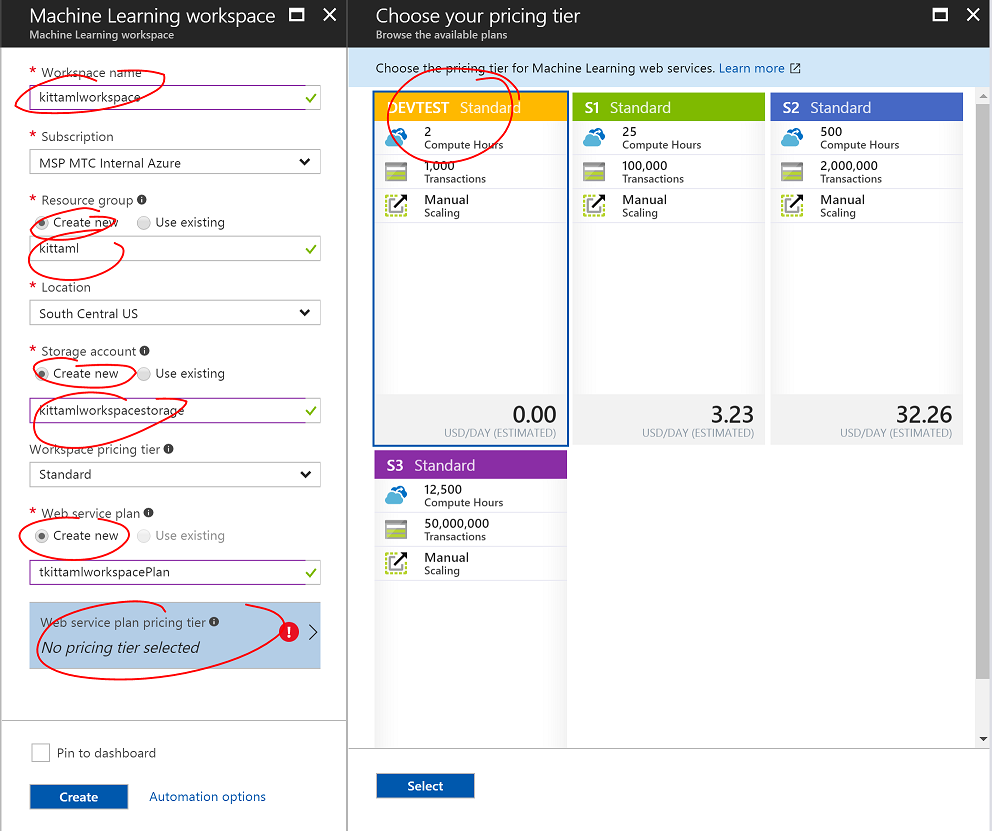 Machine Learning workspace
Machine Learning workspace
* Workspace name
kittamlworkspace
* Subscription
MSP MTC Internal Azure
* Resource group
Create new Use existing
kittaml
* Location
South Central US
* Storage account
Create new Use existing
kittamlworkspacestorage
Workspace pricing tier
Standard
* Web service plan
Create new Use existing
tkittamlworkspacePlan
Web service plan pricing tier
No pricing tier selected
Pin to dashboard
Create Automation options
Choose your pricing tier
Browse the available plans
Choose the pricing tier for Machine Learning web services. Learn more
DEVTEST Standard
2
Compute Hours
1,000
Transactions
Manual
Scaling
0.00
USD/DAY (ESTIMATED)
S1 Standard
25
Compute Hours
100,000
Transactions
Manual
Scaling
3.23
USD/DAY (ESTIMATED)
S2 Standard
500
Compute Hours
2,000,000
Transactions
Manual
Scaling
32.26
USD/DAY (ESTIMATED)
S3 Standard
12,500
Compute Hours
50,000,000
Transactions
Manual
Scaling
Select